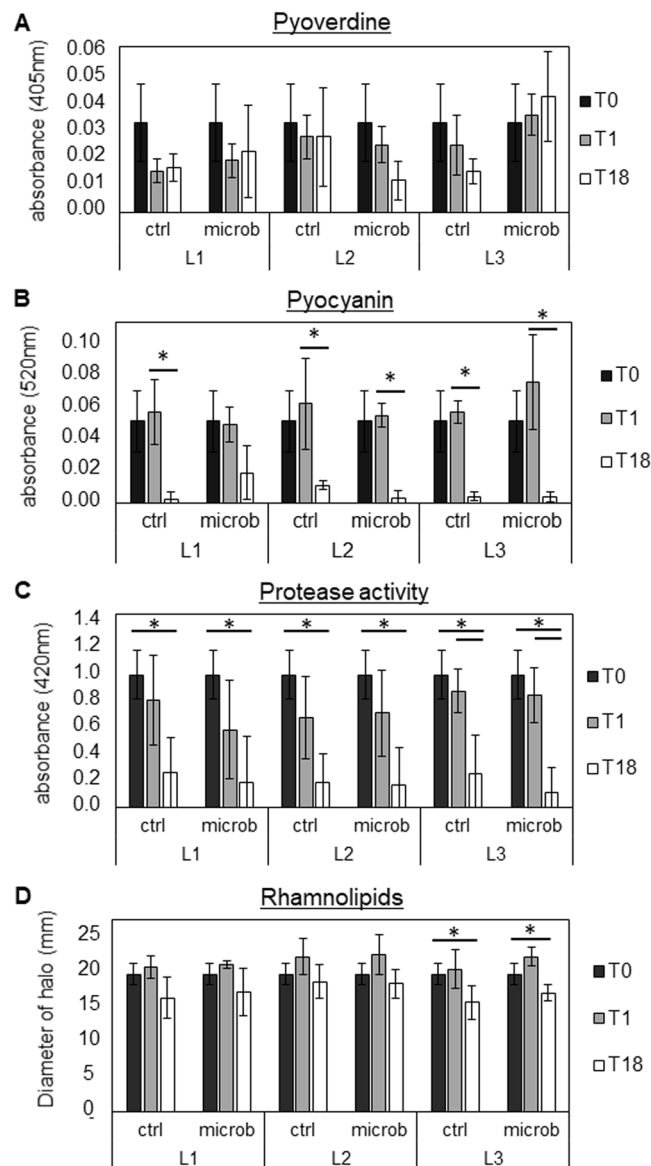 A
Pyoverdine
absorbance (405nm)
0.06
0.05
0.04
0.03
0.02
0.01
0.00
ctrl microb ctrl microb ctrl microb
L1 L2 L3
T0
T1
T18
B
Pyocyanin
absorbance (520nm)
0.10
0.08
0.06
0.04
0.02
0.00
* * * * *
ctrl microb ctrl microb ctrl microb
L1 L2 L3
T0
T1
T18
C
Protease activity
absorbance (420nm)
1.4
1.2
1.0
0.8
0.6
0.4
0.2
0.0
* * * * * *
* *
ctrl microb ctrl microb ctrl microb
L1 L2 L3
T0
T1
T18
D
Rhamnolipids
Diameter of halo (mm)
25
20
15
10
5
0
-
* *
ctrl microb ctrl microb ctrl microb
L1 L2 L3
T0
T1
T18